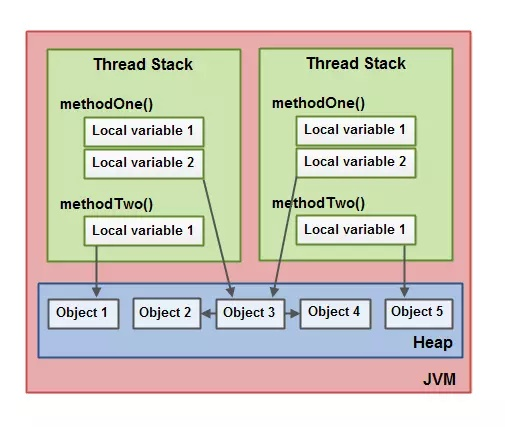 Thread Stack
methodOne()
Local variable 1
Local variable 2
methodTwo()
Local variable 1
Thread Stack
methodOne()
Local variable 1
Local variable 2
methodTwo()
Local variable 1
Object 1
Object 2
Object 3
Object 4
Object 5
Heap
JVM